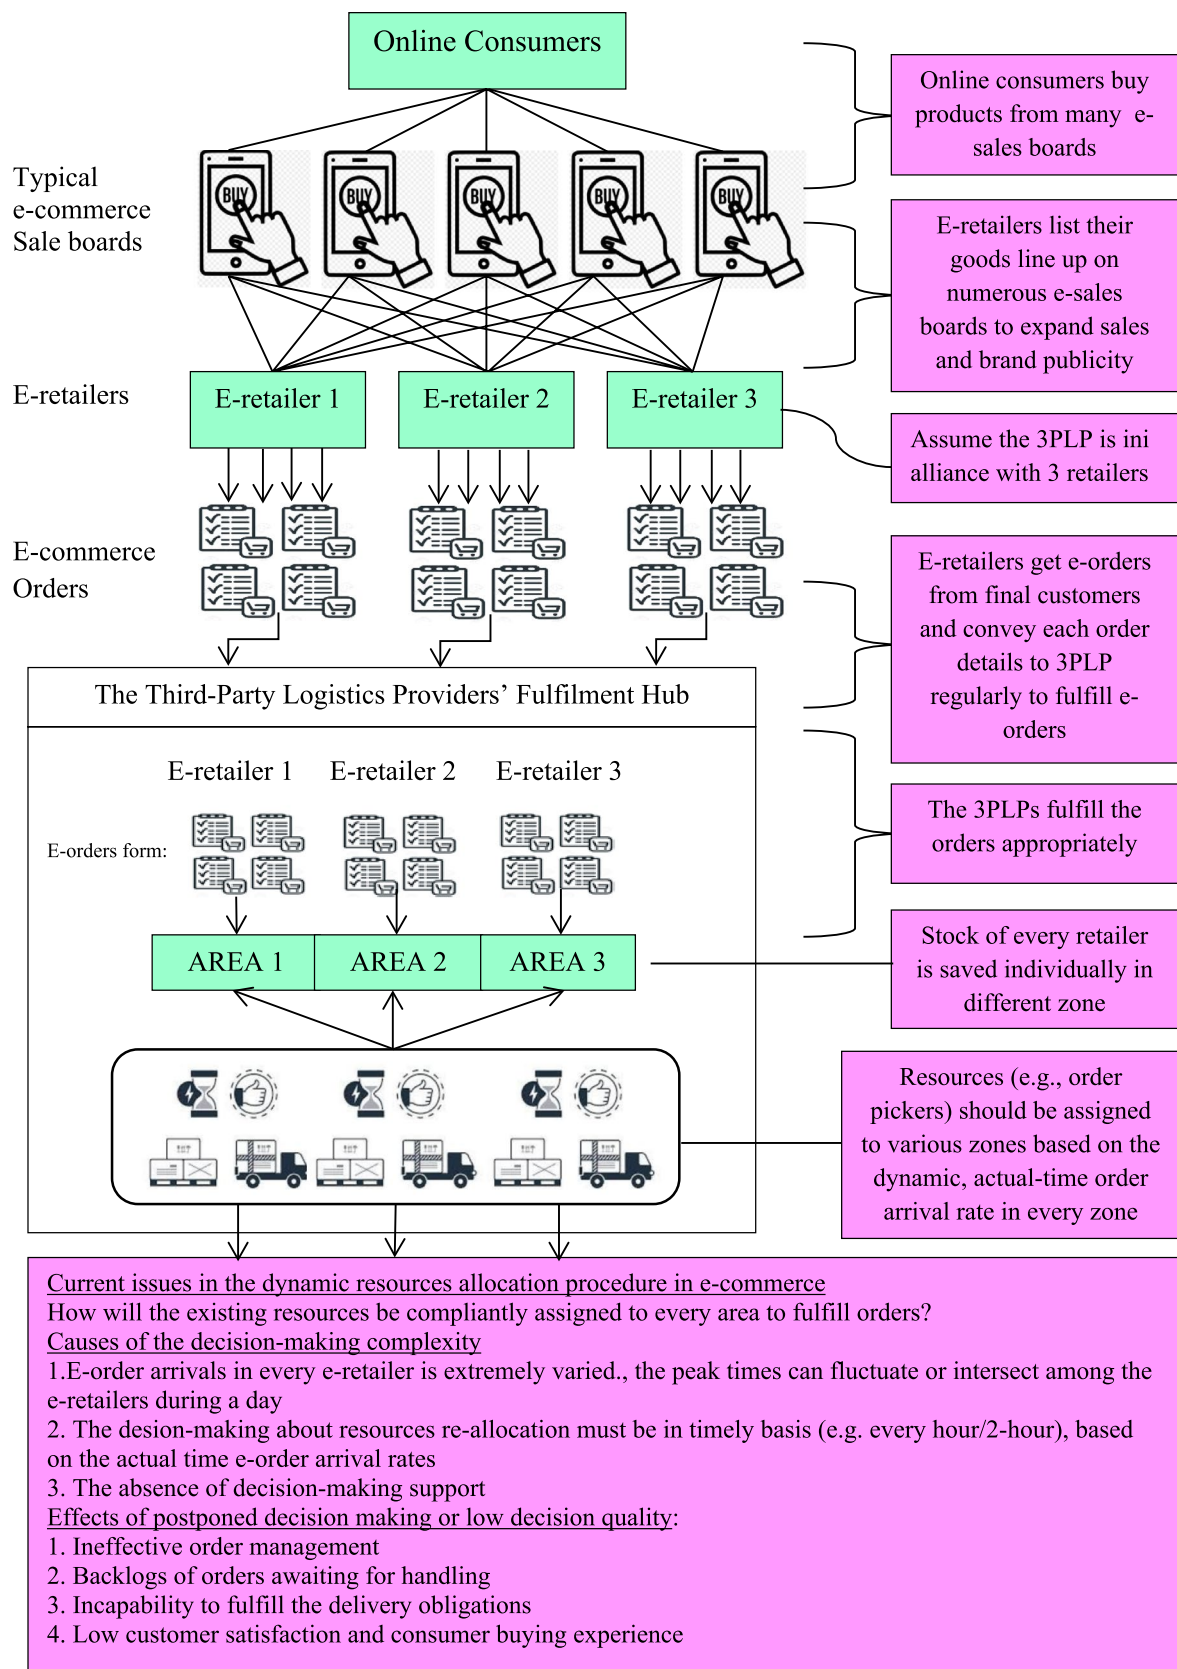 Online Consumers
Online consumers buy
products from many e-
sales boards
Typical
e-commerce
Sale boards
BUY
BUY
BUY
BUY
BUY
E-retailers list their
goods line up on
numerous e-sales
boards to expand sales
and brand publicity
E-retailers
E-retailer 1
E-retailer 2
E-retailer 3
Assume the 3PLP is ini
alliance with 3 retailers
E-commerce
Orders
E-retailers get e-orders
from final customers
and convey each order
details to 3PLP
regularly to fulfill e-
orders
The Third-Party Logistics Providers’ Fulfilment Hub
E-retailer 1
E-retailer 2
E-retailer 3
E-orders form:
The 3PLPs fulfill the
orders appropriately
AREA 1
AREA 2
AREA 3
Stock of every retailer
is saved individually in
different zone
Resources (e.g., order
pickers) should be assigned
to various zones based on the
dynamic, actual-time order
arrival rate in every zone
Current issues in the dynamic resources allocation procedure in e-commerce
How will the existing resources be compliantly assigned to every area to fulfill orders?
Causes of the decision-making complexity
1.E-order arrivals in every e-retailer is extremely varied., the peak times can fluctuate or intersect among the
e-retailers during a day
2. The desion-making about resources re-allocation must be in timely basis (e.g. every hour/2-hour), based
on the actual time e-order arrival rates
3. The absence of decision-making support
Effects of postponed decision making or low decision quality:
1. Ineffective order management
2. Backlogs of orders awaiting for handling
3. Incapability to fulfill the delivery obligations
4. Low customer satisfaction and consumer buying experience